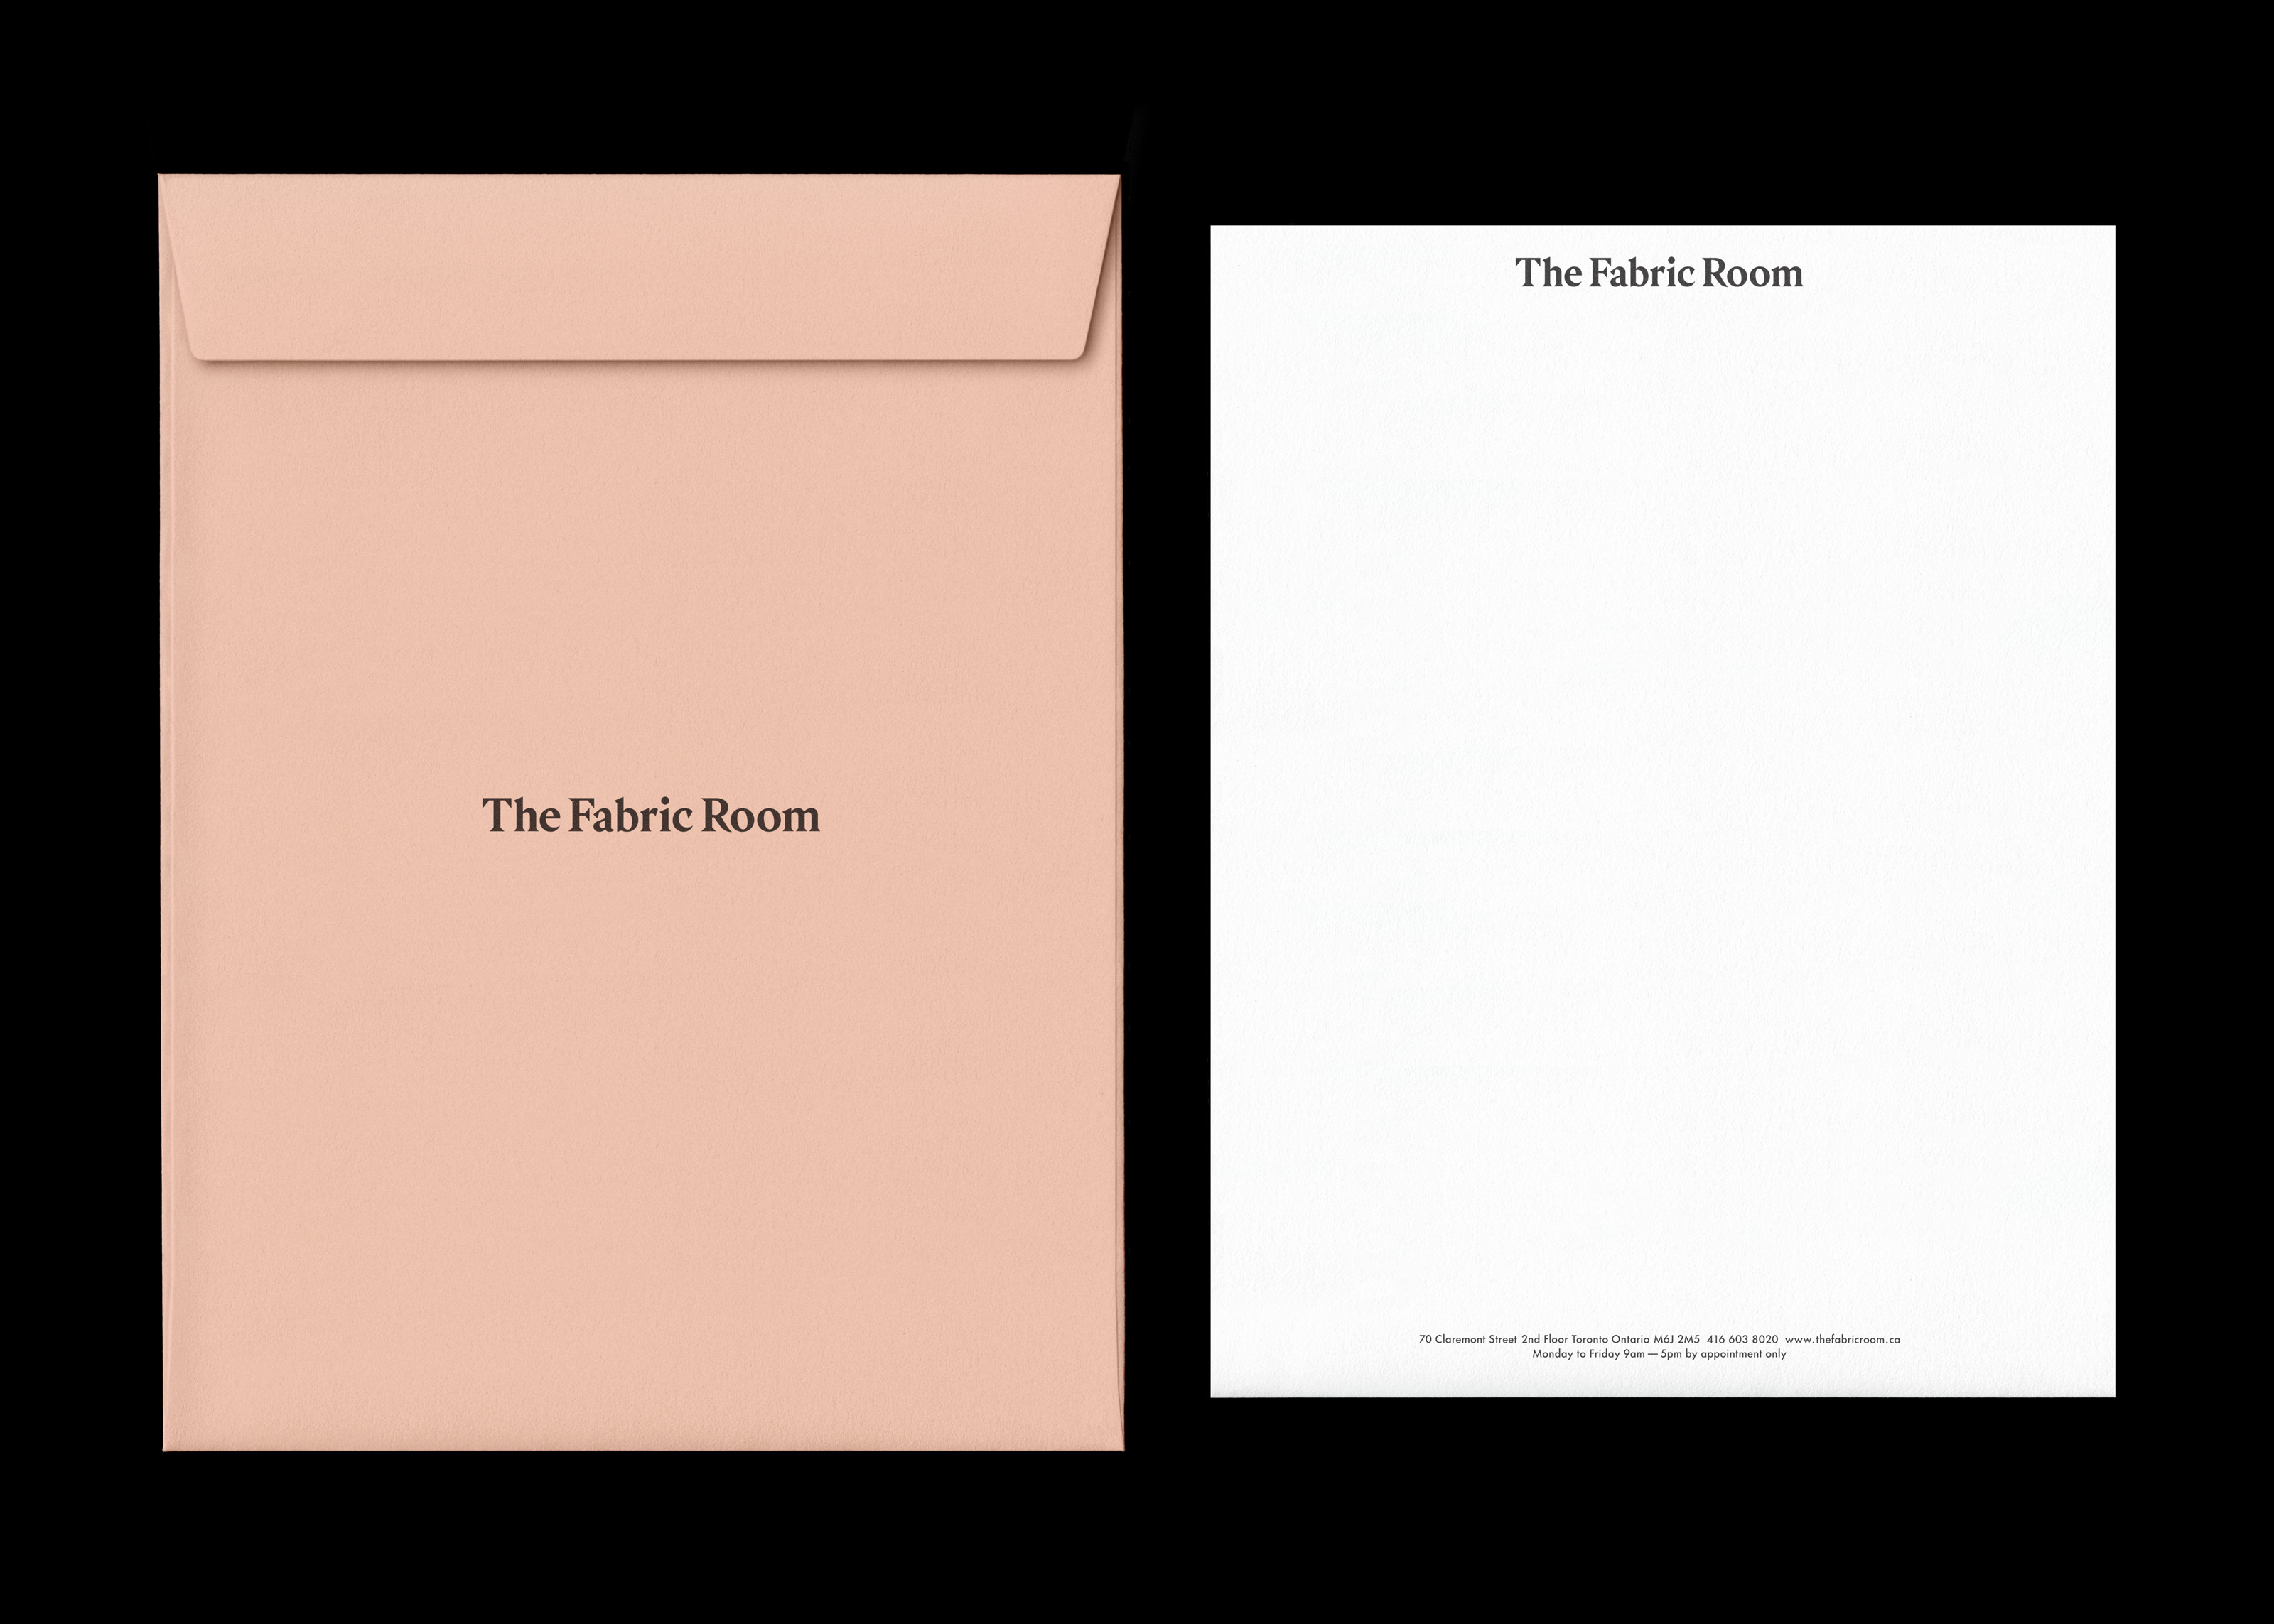 The Fabric Room
The Fabric Room
70 Claremont Street 2nd Floor Toronto Ontario M6J 2M5 416 603 8020 www.thefabricroom.ca
Monday to Friday 9am — 5pm by appointment only